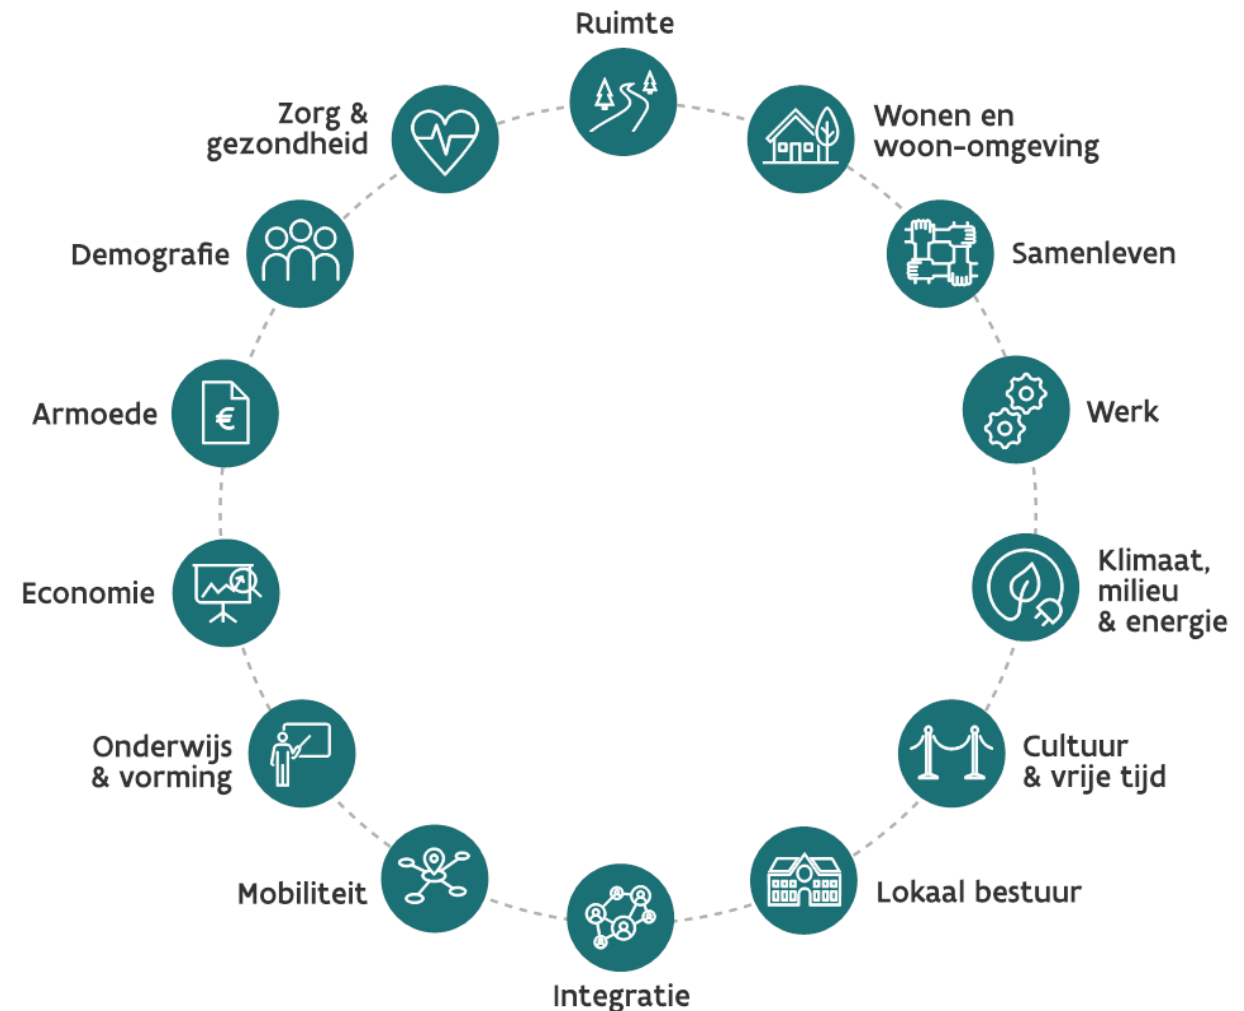 Ruimte
Wonen en
woon-omgeving
Samenleven
Werk
Klimaat,
milieu
& energie
Cultuur
& vrije tijd
Lokaal bestuur
Integratie
Mobiliteit
Onderwijs
& vorming
Economie
€
Armoede
Demografie
Zorg &
gezondheid